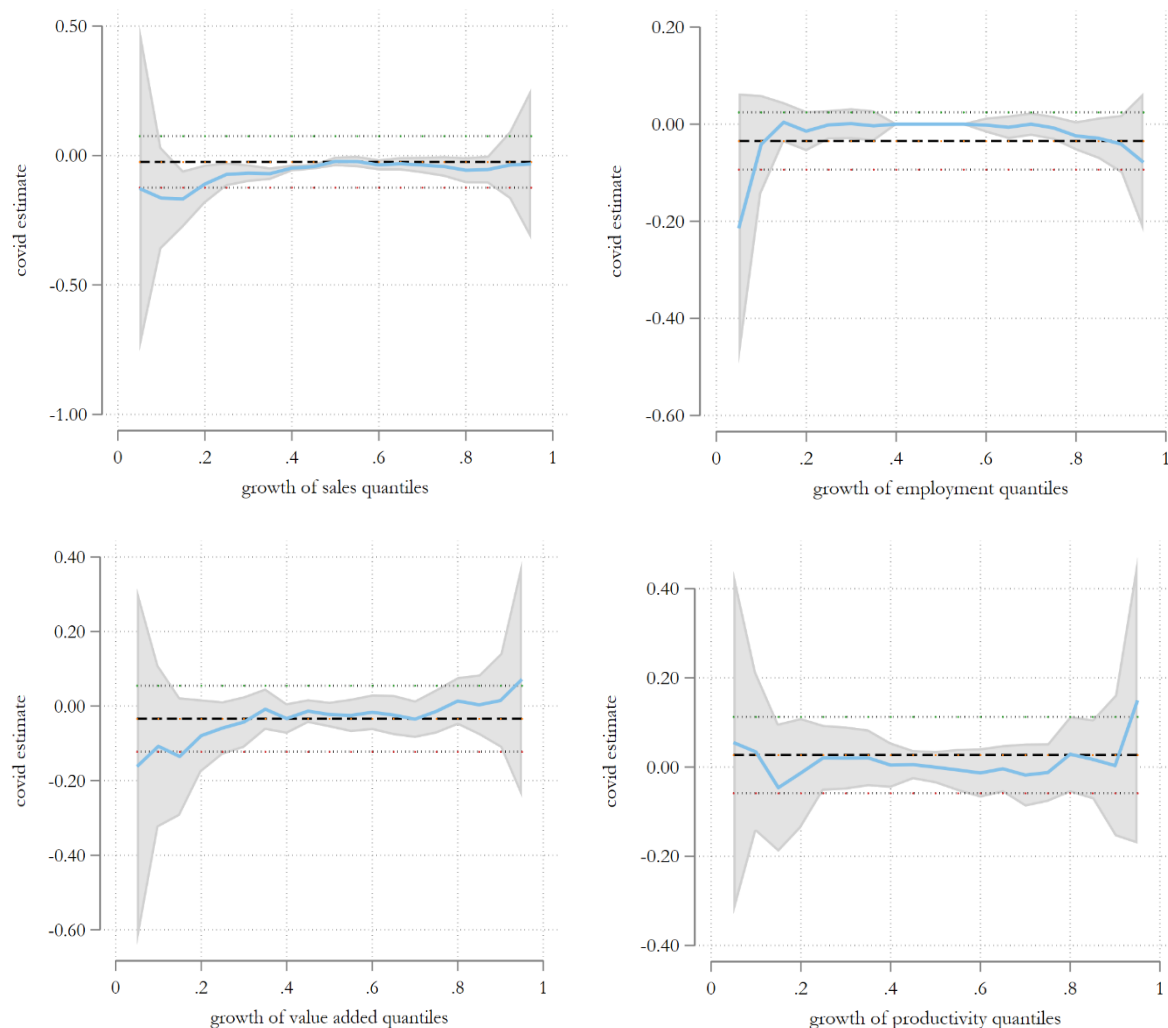 0.50
0.00
-0.50
-1.00
covid estimate
0 .2 .4 .6 .8 1
growth of sales quantiles
0.20
0.00
-0.20
-0.40
-0.60
covid estimate
0 .2 .4 .6 .8 1
growth of employment quantiles
0.40
0.20
0.00
-0.20
-0.40
-0.60
covid estimate
0 .2 .4 .6 .8 1
growth of value added quantiles
0.40
0.20
0.00
-0.20
-0.40
covid estimate
0 .2 .4 .6 .8 1
growth of productivity quantiles